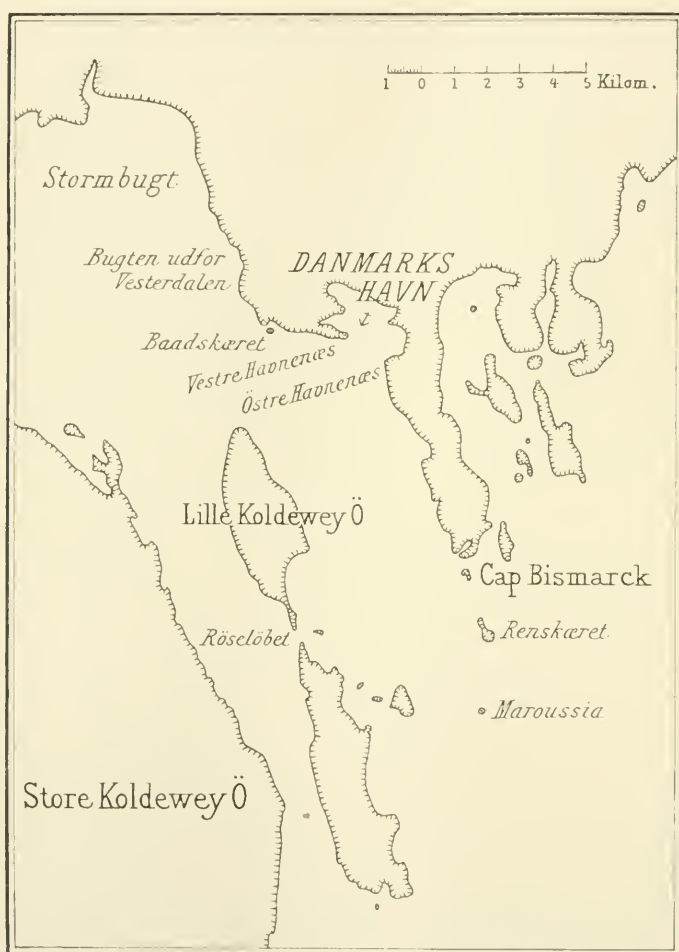 1 0 1 2 3 4 5 Kilom.
Stormbugt.
Bugten udfor
Vesterdalen
DANMARKS
HAVN
Baadskæret
Vestre Havnenæs
Östre Havnenæs
Lille Koldewey Ö
Cap Bismarck
Röselöbet
Renskæret.
Maroussia
Store Koldewey Ö